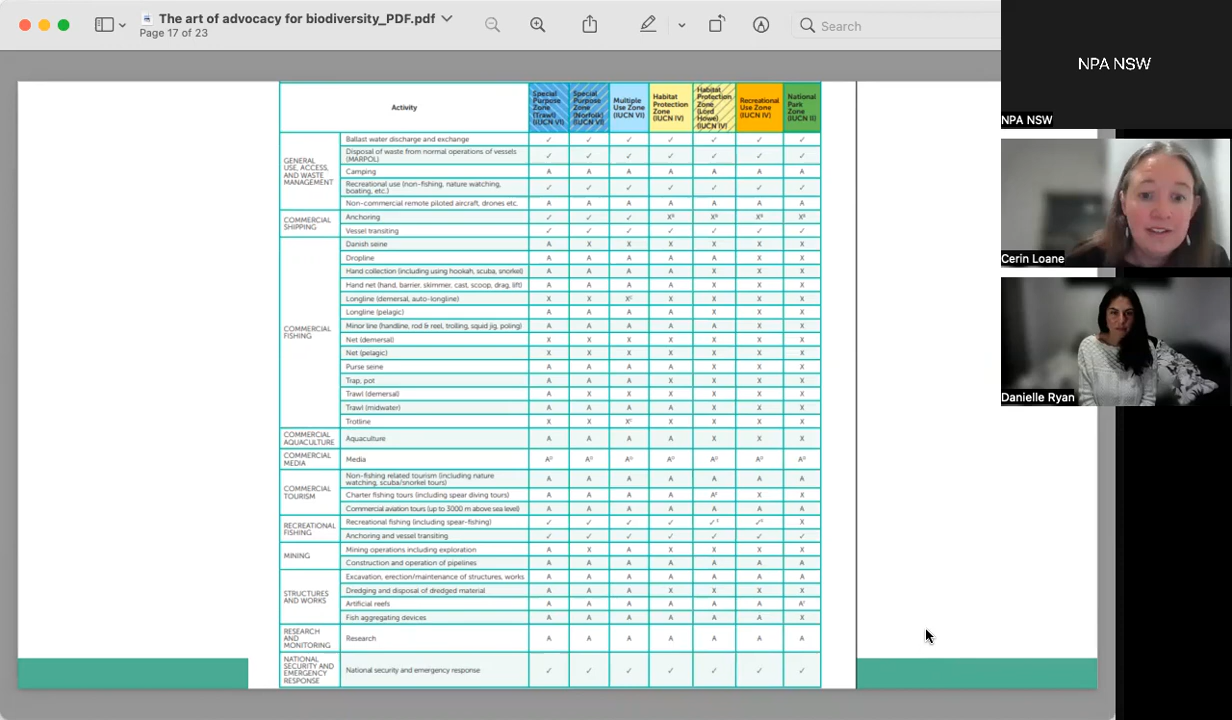 The art of advocacy for biodiversity_PDF.pdf
Page 17 of 23
Search
NPA NSW
NPA NSW
Cerin Loane
Danielle Ryan
Activity
Special Purpose Zone (Trawl) (IUCN VI)
Special Purpose Zone (Norfolk) (IUCN VI)
Multiple Use Zone (IUCN VI)
Habitat Protection Zone (IUCN IV)
Habitat Protection Zone (Lord Howe) (IUCN IV)
Recreational Use Zone (IUCN IV)
National Park Zone (IUCN II)
GENERAL USE, ACCESS, AND WASTE MANAGEMENT
Ballast water discharge and exchange ✓ ✓ ✓ ✓ ✓ ✓ ✓
Disposal of waste from normal operations of vessels (MARPOL) ✓ ✓ ✓ ✓ ✓ ✓ ✓
Camping A A A A A A A
Recreational use (non-fishing, nature watching, boating, etc.) ✓ ✓ ✓ ✓ ✓ ✓ ✓
Non-commercial remote piloted aircraft, drones etc. A A A A A A A
COMMERCIAL SHIPPING
Anchoring ✓ ✓ ✓ X X X X
Vessel transiting ✓ ✓ ✓ ✓ ✓ ✓ ✓
COMMERCIAL FISHING
Danish seine A X X X X X X
Dropline A A A A A X X
Hand collection (including using hookah, scuba, snorkel) A A A A X X X
Hand net (hand, barrier, skimmer, cast, scoop, drag, lift) A A A A X X X
Longline (demersal, auto-longline) X X X X X X X
Longline (pelagic) A A A A X X X
Minor line (handline, rod & reel, trolling, squid jig, poling) A A A A A X X
Net (demersal) X X X X X X X
Net (pelagic) X X X X X X X
Purse seine A A A A X X X
Trap, pot A A A X X X X
Trawl (demersal) A X X X X X X
Trawl (midwater) A A A A X X X
Trotline X X X X X X X
COMMERCIAL AQUACULTURE
Aquaculture A A A A X X X
COMMERCIAL MEDIA
Media A A A A A A A
COMMERCIAL TOURISM
Non-fishing related tourism (including nature watching, scuba/snorkel tours) A A A A A A A
Charter fishing tours (including spear diving tours) A A A A A X X
Commercial aviation tours (up to 3000 m above sea level) A A A A A A A
RECREATIONAL FISHING
Recreational fishing (including spear-fishing) ✓ ✓ ✓ ✓ ✓ ✓ X
Anchoring and vessel transiting ✓ ✓ ✓ ✓ ✓ ✓ ✓
MINING
Mining operations including exploration A X A X X X X
Construction and operation of pipelines A A A A A A A
STRUCTURES AND WORKS
Excavation, erection/maintenance of structures, works A A A A A A A
Dredging and disposal of dredged material A A A X X X X
Artificial reefs A A A A A A A
Fish aggregating devices A A A A A A X
RESEARCH AND MONITORING
Research A A A A A A A
NATIONAL SECURITY AND EMERGENCY RESPONSE
National security and emergency response ✓ ✓ ✓ ✓ ✓ ✓ ✓